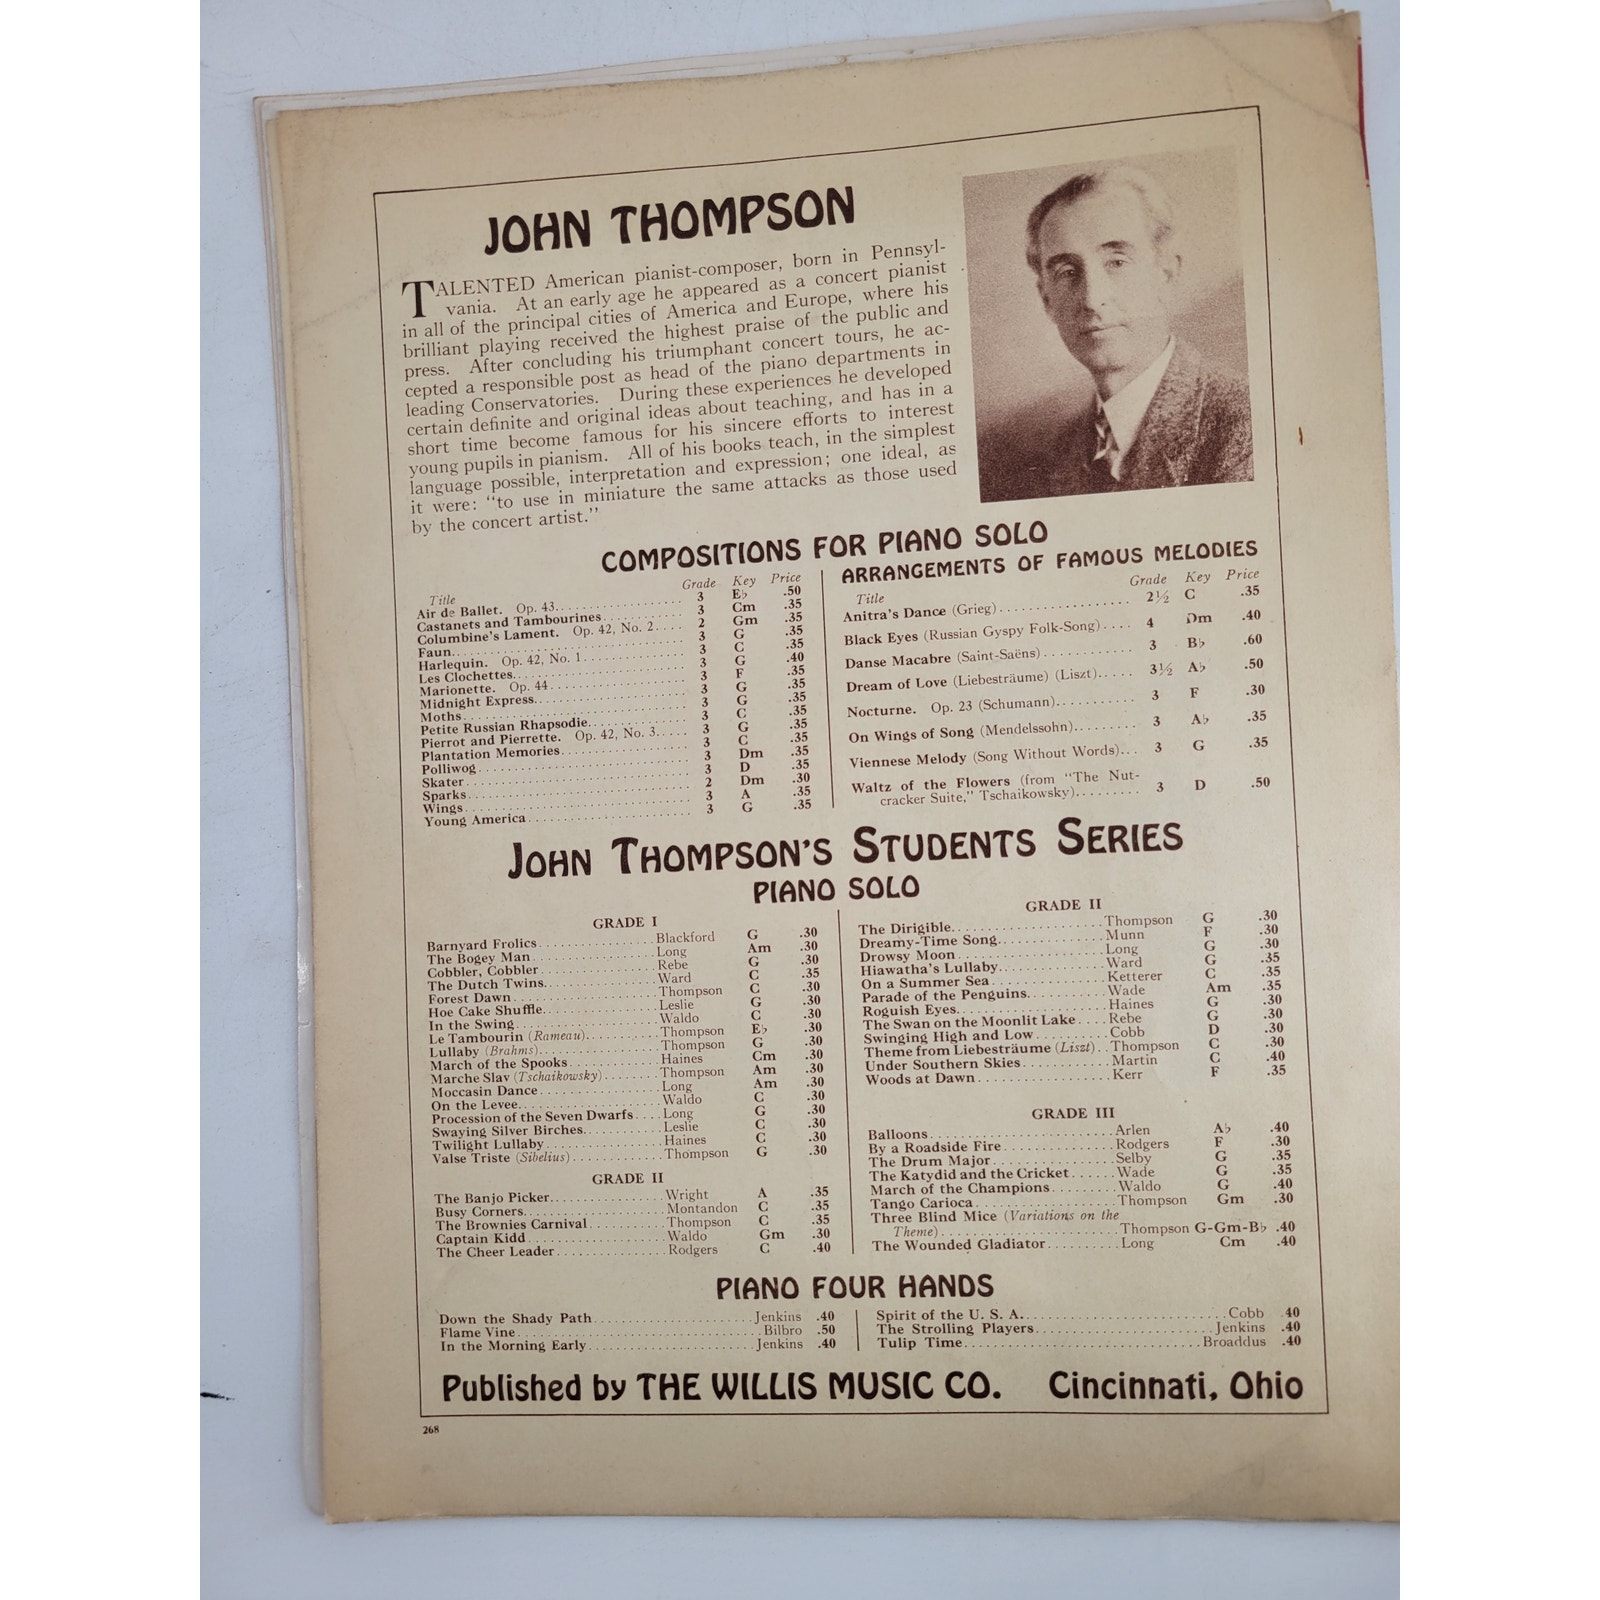 JOHN THOMPSON
TALENTED American pianist-composer, born in Pennsyl-
vania. At an early age he appeared as a concert pianist
in all of the principal cities of America and Europe, where his
brilliant playing received the highest praise of the public and
press. After concluding his triumphant concert tours, he ac-
cepted a responsible post as head of the piano departments in
leading Conservatories. During these experiences he developed
certain definite and original ideas about teaching, and has in a
short time become famous for his sincere efforts to interest
young pupils in pianism. All of his books teach, in the simplest
language possible, interpretation and expression; one ideal, as
it were: "to use in miniature the same attacks as those used
by the concert artist."
COMPOSITIONS FOR PIANO SOLO
Title Grade Key Price
Air de Ballet. Op. 43 3 E♭ .50
Castanets and Tambourines 3 Cm .35
Columbine's Lament. Op. 42, No. 2 2 Gm .35
Faun 3 G .35
Harlequin. Op. 42, No. 1 3 C .35
Les Clochettes 3 G .40
Marionette. Op. 44 3 F .35
Midnight Express 3 G .35
Moths 3 G .35
Petite Russian Rhapsodie 3 C .35
Pierrot and Pierrette. Op. 42, No. 3 3 G .35
Plantation Memories 3 C .35
Polliwog 3 Dm .35
Skater 3 D .35
Sparks 2 Dm .30
Wings 3 A .35
Young America 3 G .35
ARRANGEMENTS OF FAMOUS MELODIES
Title Grade Key Price
Anitra's Dance (Grieg) 2½ C .35
Black Eyes (Russian Gyspy Folk-Song) 4 Dm .40
Danse Macabre (Saint-Saëns) 3 B♭ .60
Dream of Love (Liebesträume) (Liszt) 3½ A♭ .50
Nocturne. Op. 23 (Schumann) 3 F .30
On Wings of Song (Mendelssohn) 3 A♭ .35
Viennese Melody (Song Without Words) 3 G .35
Waltz of the Flowers (from "The Nut-
cracker Suite," Tschaikowsky) 3 D .50
JOHN THOMPSON'S STUDENTS SERIES
PIANO SOLO
GRADE I
Barnyard Frolics Blackford G .30
The Bogey Man Long Am .30
Cobbler, Cobbler Rebe G .30
The Dutch Twins Ward C .35
Forest Dawn Thompson C .30
Hoe Cake Shuffle Leslie G .30
In the Swing Waldo C .30
Le Tambourin (Rameau) Thompson E♭ .30
Lullaby (Brahms) Thompson G .30
March of the Spooks Haines Cm .30
Marche Slav (Tschaikowsky) Thompson Am .30
Moccasin Dance Long Am .30
On the Levee Waldo C .30
Procession of the Seven Dwarfs Long G .30
Swaying Silver Birches Leslie C .30
Twilight Lullaby Haines C .30
Valse Triste (Sibelius) Thompson G .30
GRADE II
The Banjo Picker Wright A .35
Busy Corners Montandon C .35
The Brownies Carnival Thompson C .35
Captain Kidd Waldo Gm .30
The Cheer Leader Rodgers C .40
GRADE II
The Dirigible Thompson G .30
Dreamy-Time Song Munn F .30
Drowsy Moon Long G .30
Hiawatha's Lullaby Ward G .35
On a Summer Sea Ketterer C .35
Parade of the Penguins Wade Am .35
Roguish Eyes Haines G .30
The Swan on the Moonlit Lake Rebe G .30
Swinging High and Low Cobb D .30
Theme from Liebesträume (Liszt) Thompson C .30
Under Southern Skies Martin C .40
Woods at Dawn Kerr F .35
GRADE III
Balloons Arlen A♭ .40
By a Roadside Fire Rodgers F .30
The Drum Major Selby G .35
The Katydid and the Cricket Wade G .35
March of the Champions Waldo G .40
Tango Carioca Thompson Gm .30
Three Blind Mice (Variations on the
Theme) Thompson G-Gm-B♭ .40
The Wounded Gladiator Long Cm .40
PIANO FOUR HANDS
Down the Shady Path Jenkins .40
Flame Vine Bilbro .50
In the Morning Early Jenkins .40
Spirit of the U. S. A. Cobb .40
The Strolling Players Jenkins .40
Tulip Time Broaddus .40
Published by THE WILLIS MUSIC CO. Cincinnati, Ohio
268